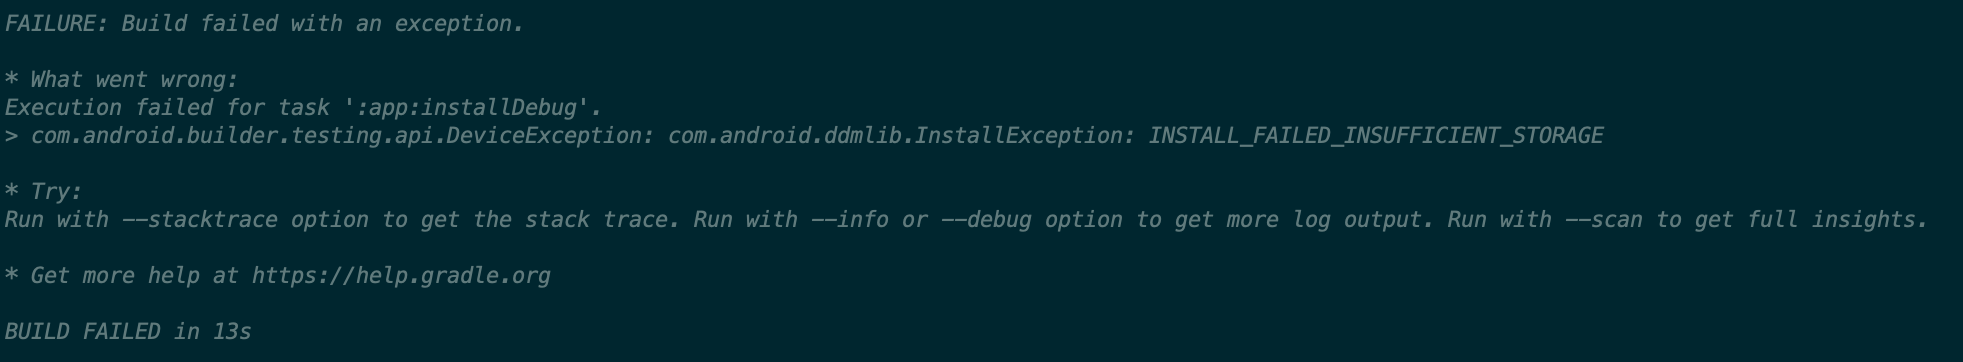 FAILURE: Build failed with an exception.
* What went wrong:
Execution failed for task ':app:installDebug'.
> com.android.builder.testing.api.DeviceException: com.android.ddmlib.InstallException: INSTALL_FAILED_INSUFFICIENT_STORAGE
* Try:
Run with --stacktrace option to get the stack trace. Run with --info or --debug option to get more log output. Run with --scan to get full insights.
* Get more help at https://help.gradle.org
BUILD FAILED in 13s